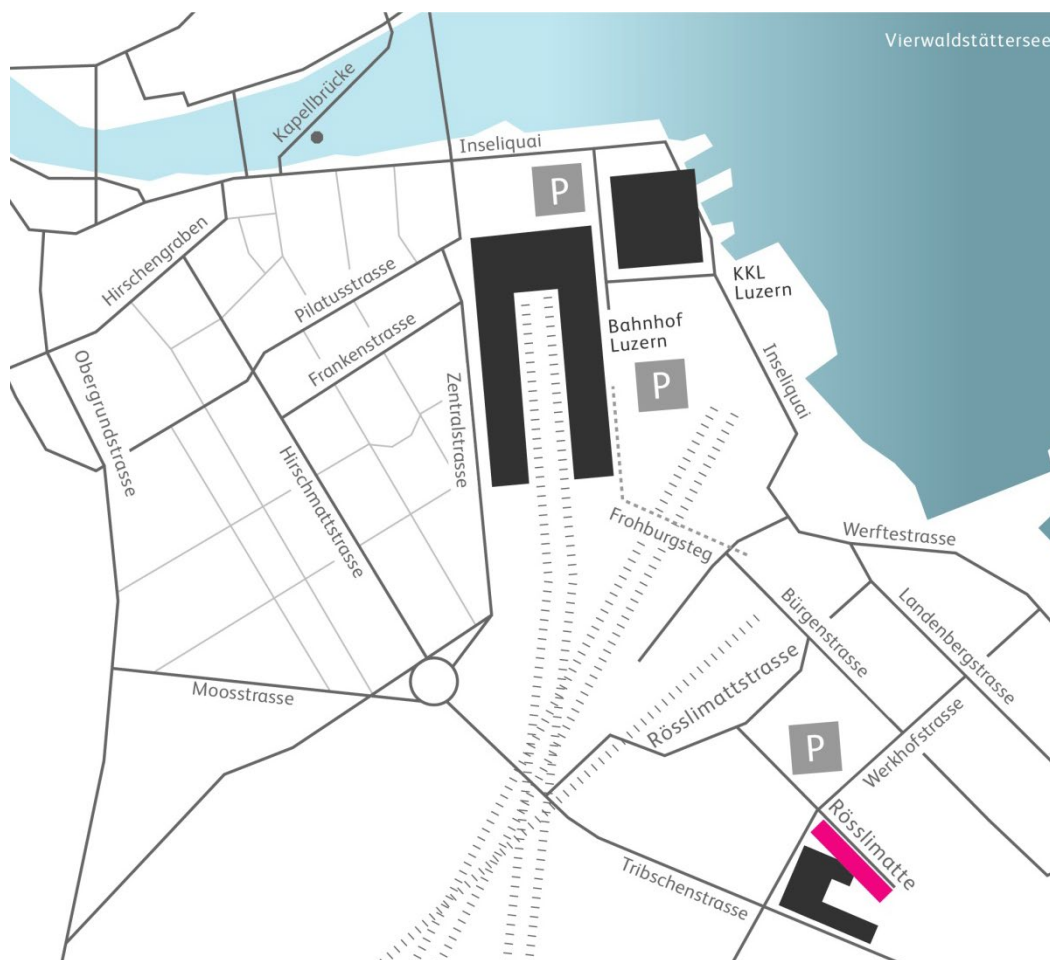 Vierwaldstättersee
Kapellbrücke
Inseliquai
P
Hirschengraben
Pilatusstrasse
KKL
Luzern
Frankenstrasse
Bahnhof
Luzern
P
Inseliquai
Obergrundstrasse
Zentralstrasse
Hirschmattstrasse
Frohburgsteg
Werftestrasse
Bürgenstrasse
Landenbergstrasse
Moosstrasse
Rösslimattstrasse
P
Werkhofstrasse
Rösslimatte
Tribschenstrasse